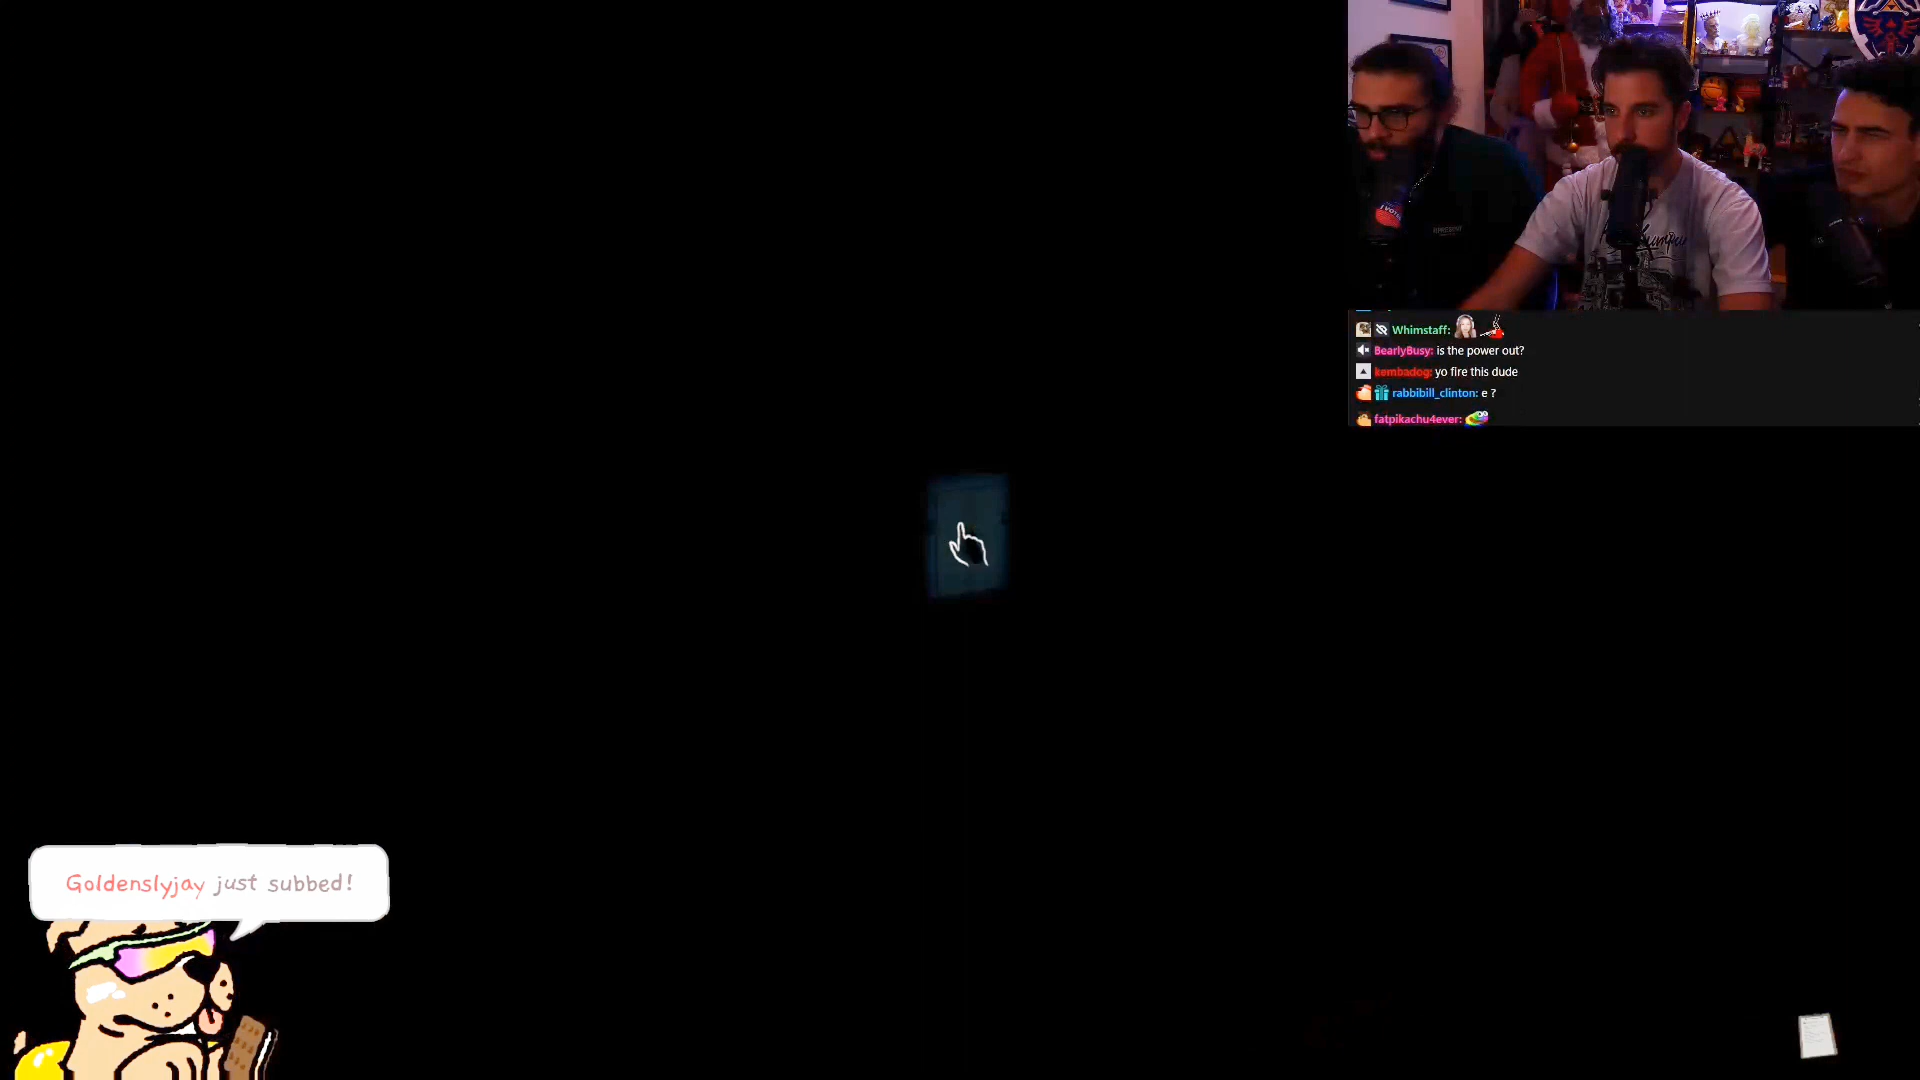 Whimstaff:
BearlyBusy: is the power out?
kembadog: yo fire this dude
rabbibill_clinton: e ?
fatpikachu4ever:
Goldenslyjay just subbed!